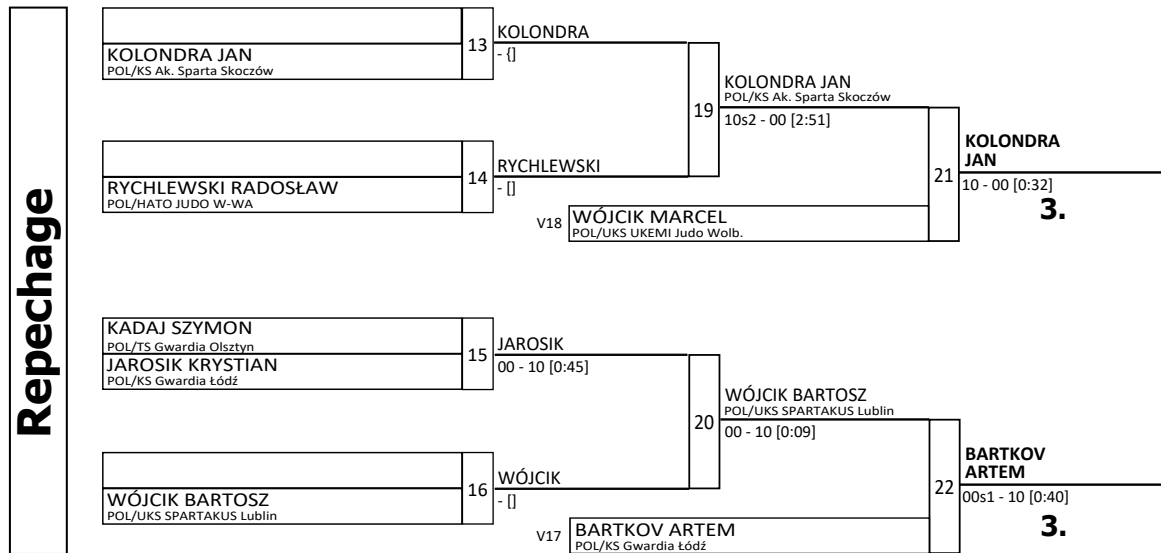 Repechage
KOLONDRA JAN
POL/KS Ak. Sparta Skoczów
13
KOLONDRA
- {]
RYCHLEWSKI RADOSŁAW
POL/HATO JUDO W-WA
14
RYCHLEWSKI
- []
19
KOLONDRA JAN
POL/KS Ak. Sparta Skoczów
10s2 - 00 [2:51]
V18
WÓJCIK MARCEL
POL/UKS UKEMI Judo Wolb.
21
KOLONDRA
JAN
10 - 00 [0:32]
3.
KADAJ SZYMON
POL/TS Gwardia Olsztyn
JAROSIK KRYSTIAN
POL/KS Gwardia Łódź
15
JAROSIK
00 - 10 [0:45]
WÓJCIK BARTOSZ
POL/UKS SPARTAKUS Lublin
16
WÓJCIK
- []
20
WÓJCIK BARTOSZ
POL/UKS SPARTAKUS Lublin
00 - 10 [0:09]
V17
BARTKOV ARTEM
POL/KS Gwardia Łódź
22
BARTKOV
ARTEM
00s1 - 10 [0:40]
3.